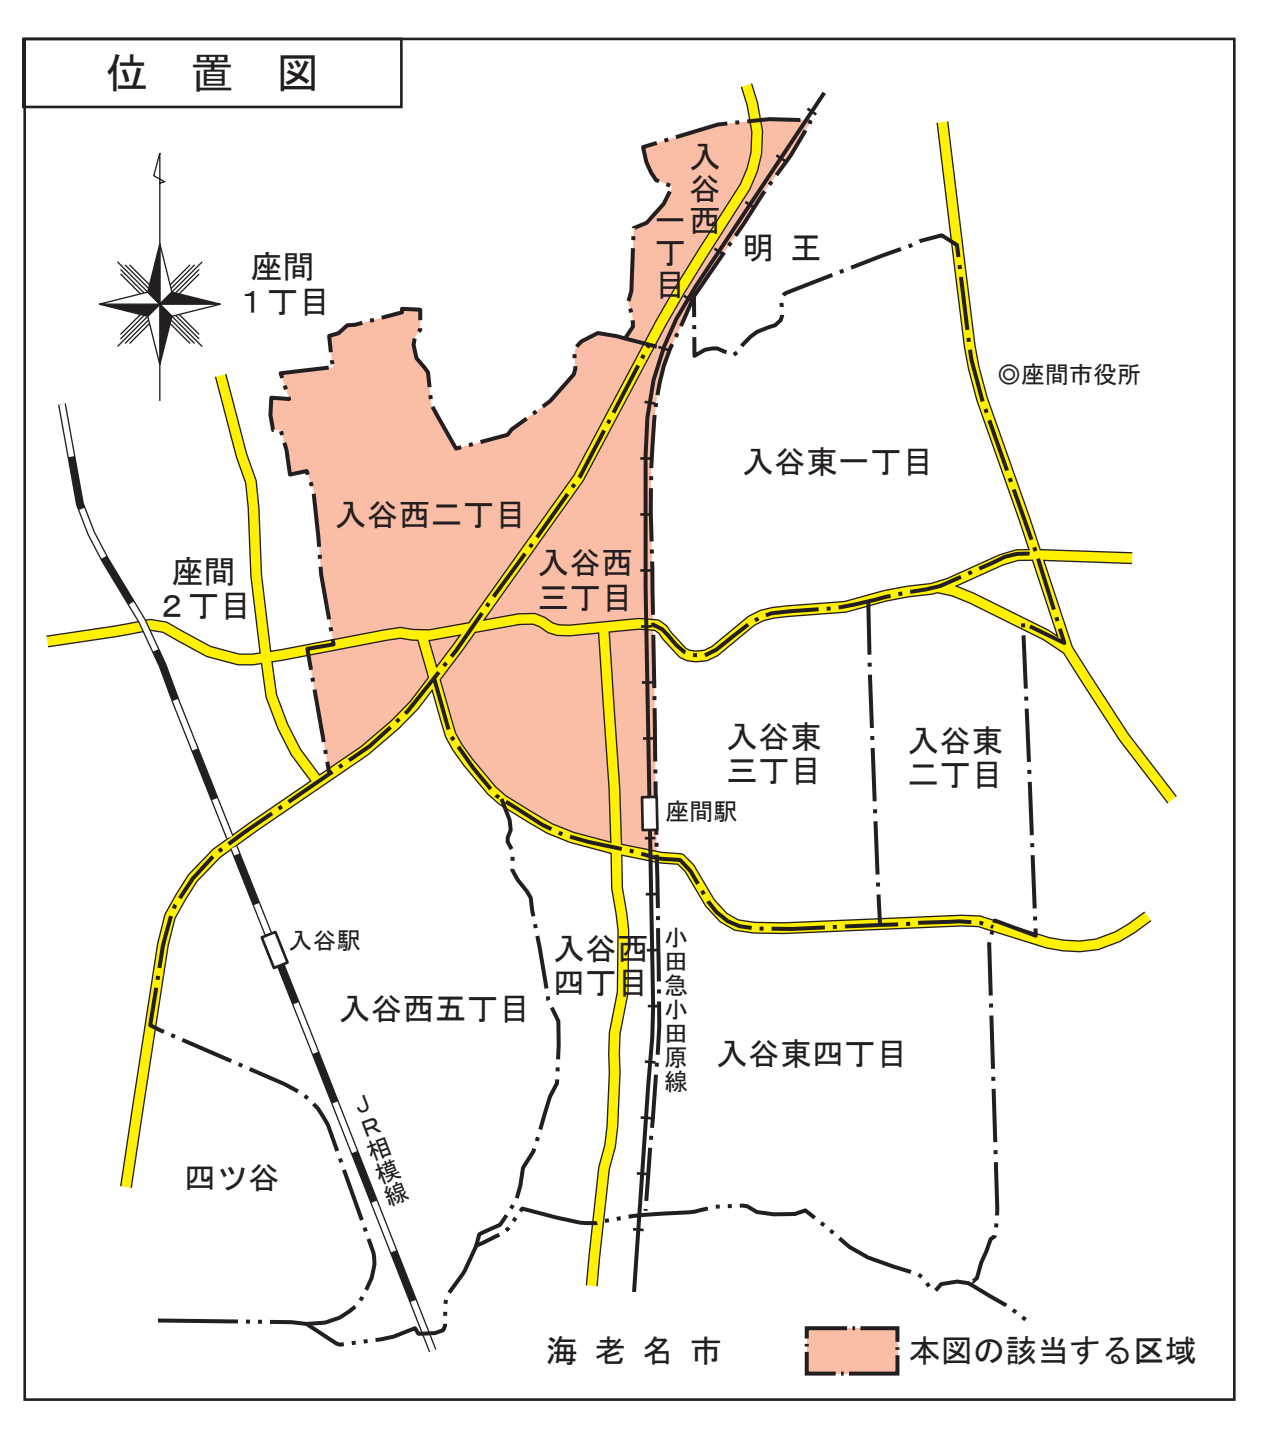 位置図
入谷西
一丁目
明王
座間
1丁目
◎座間市役所
入谷東一丁目
入谷西二丁目
入谷西
三丁目
座間
2丁目
入谷東
三丁目
入谷東
二丁目
座間駅
入谷駅
入谷西
四丁目
小田急小田原線
入谷西五丁目
入谷東四丁目
JR相模線
四ツ谷
海老名市
本図の該当する区域